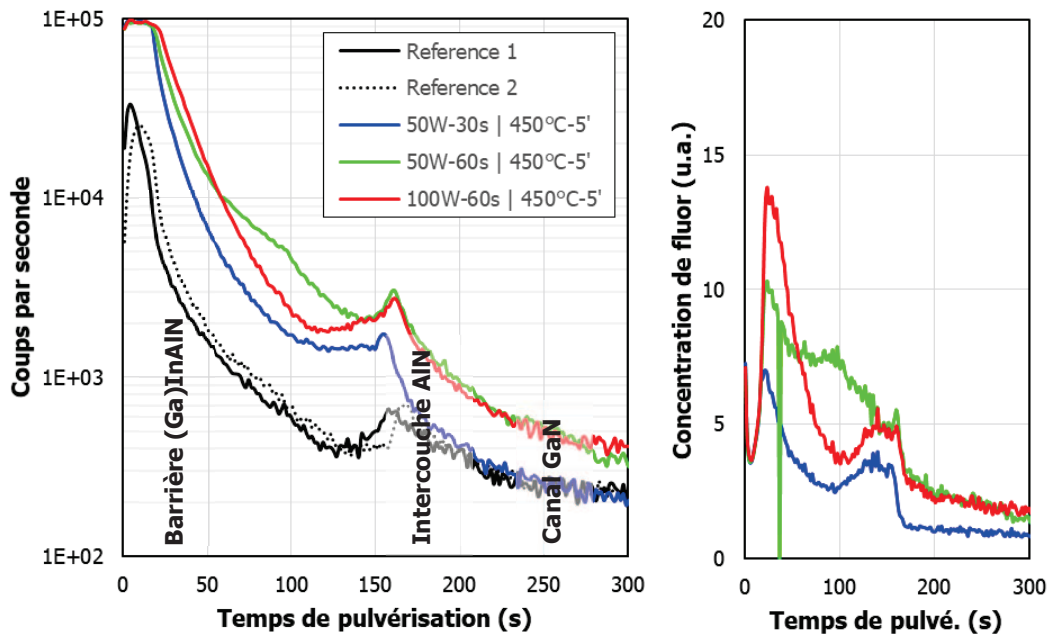 1E+05
1E+04
1E+03
1E+02
Coups par seconde
Reference 1
Reference 2
50W-30s | 450°C-5'
50W-60s | 450°C-5'
100W-60s | 450°C-5'
Barrière (Ga)InAlN
Intercouche AlN
Canal GaN
0 50 100 150 200 250 300
Temps de pulvérisation (s)
20
15
10
5
0
Concentration de fluor (u.a.)
0 100 200 300
Temps de pulvé. (s)